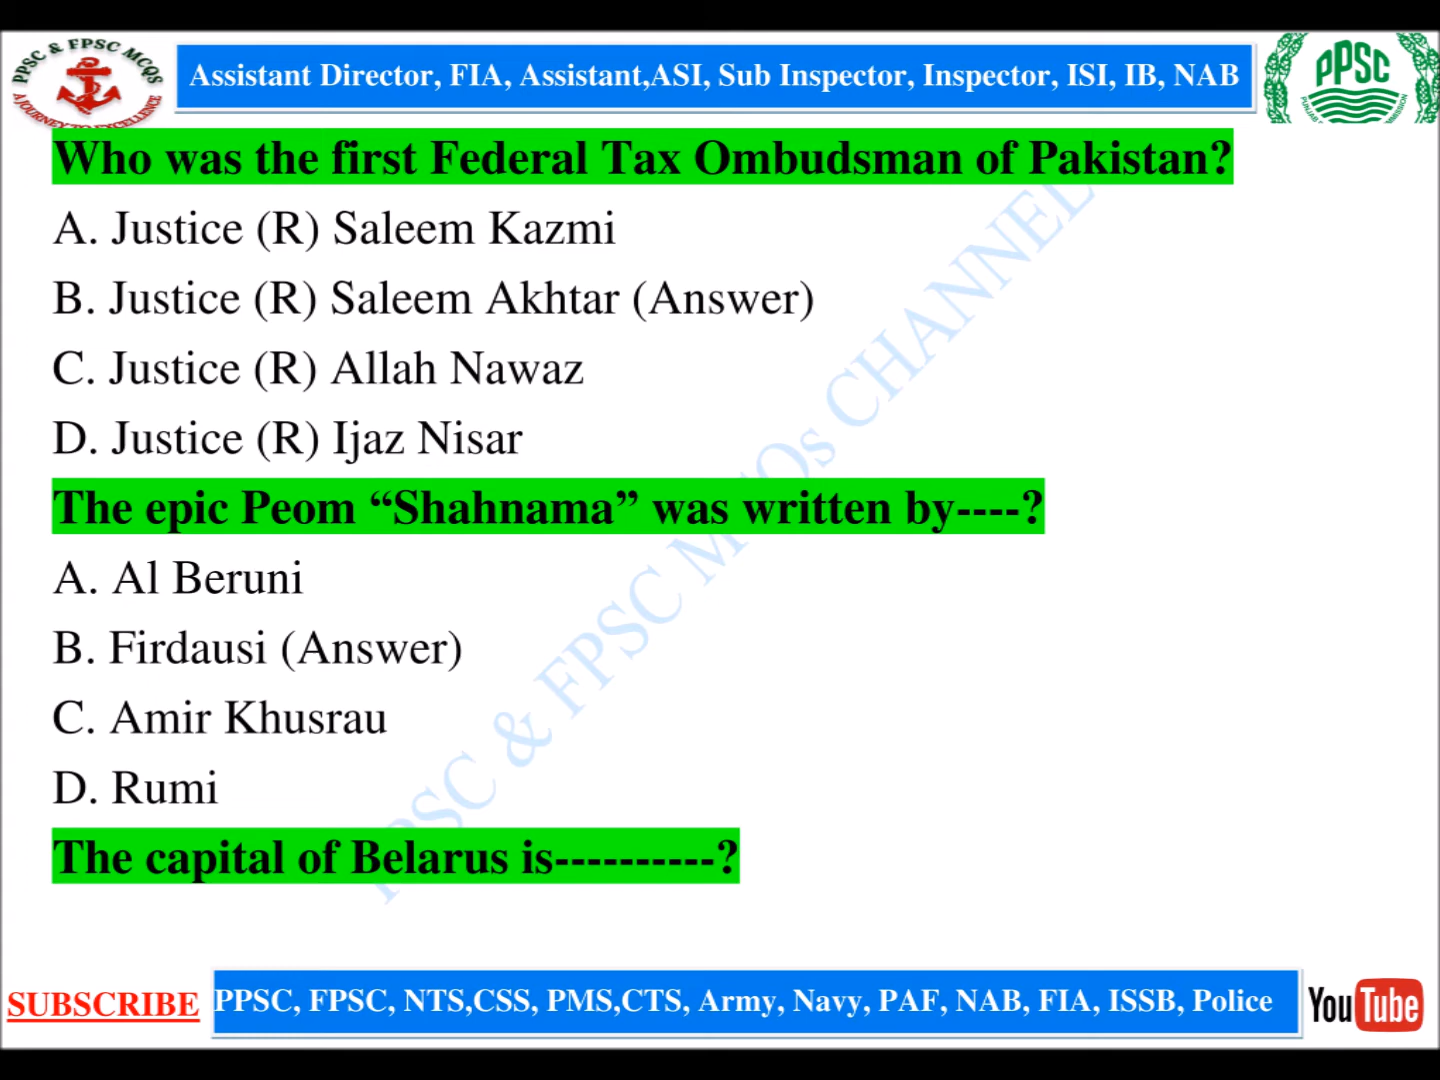 PPSC & FPSC MCQS
A JOURNEY TO EXCELLENCE
Assistant Director, FIA, Assistant,ASI, Sub Inspector, Inspector, ISI, IB, NAB
PPSC
Who was the first Federal Tax Ombudsman of Pakistan?
A. Justice (R) Saleem Kazmi
B. Justice (R) Saleem Akhtar (Answer)
C. Justice (R) Allah Nawaz
D. Justice (R) Ijaz Nisar
The epic Peom “Shahnama” was written by----?
A. Al Beruni
B. Firdausi (Answer)
C. Amir Khusrau
D. Rumi
The capital of Belarus is----------?
PPSC & FPSC MCQs CHANNEL
SUBSCRIBE
PPSC, FPSC, NTS,CSS, PMS,CTS, Army, Navy, PAF, NAB, FIA, ISSB, Police
YouTube